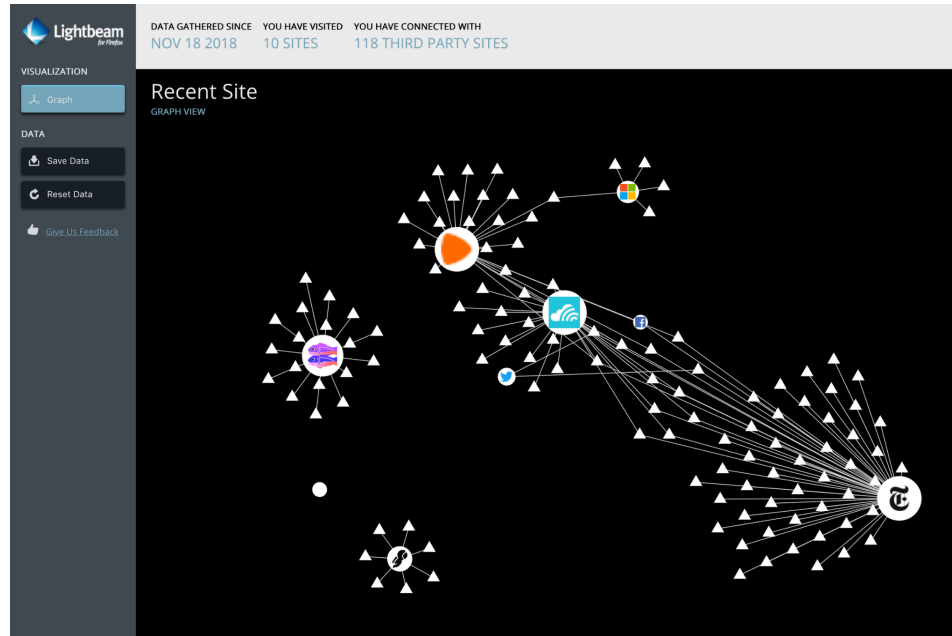 Lightbeam
for Firefox
DATA GATHERED SINCE
NOV 18 2018
YOU HAVE VISITED
10 SITES
YOU HAVE CONNECTED WITH
118 THIRD PARTY SITES
VISUALIZATION
Graph
DATA
Save Data
Reset Data
Give Us Feedback
Recent Site
GRAPH VIEW